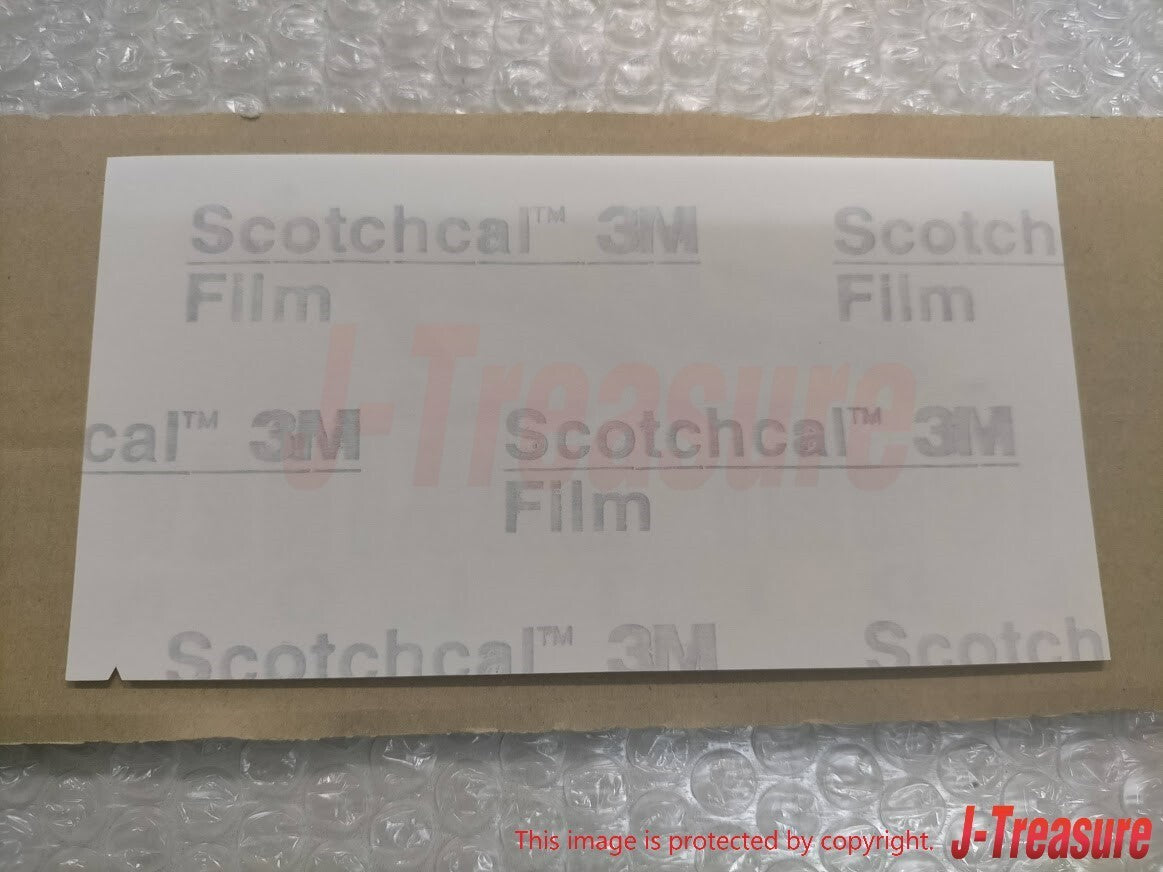 Scotchcal™ 3M Scotch
Film Film
J-Treasure
cal™ 3M Scotchcal™ 3M
Film
Scotchcal™ 3M Scotch
This image is protected by copyright. J-Treasure